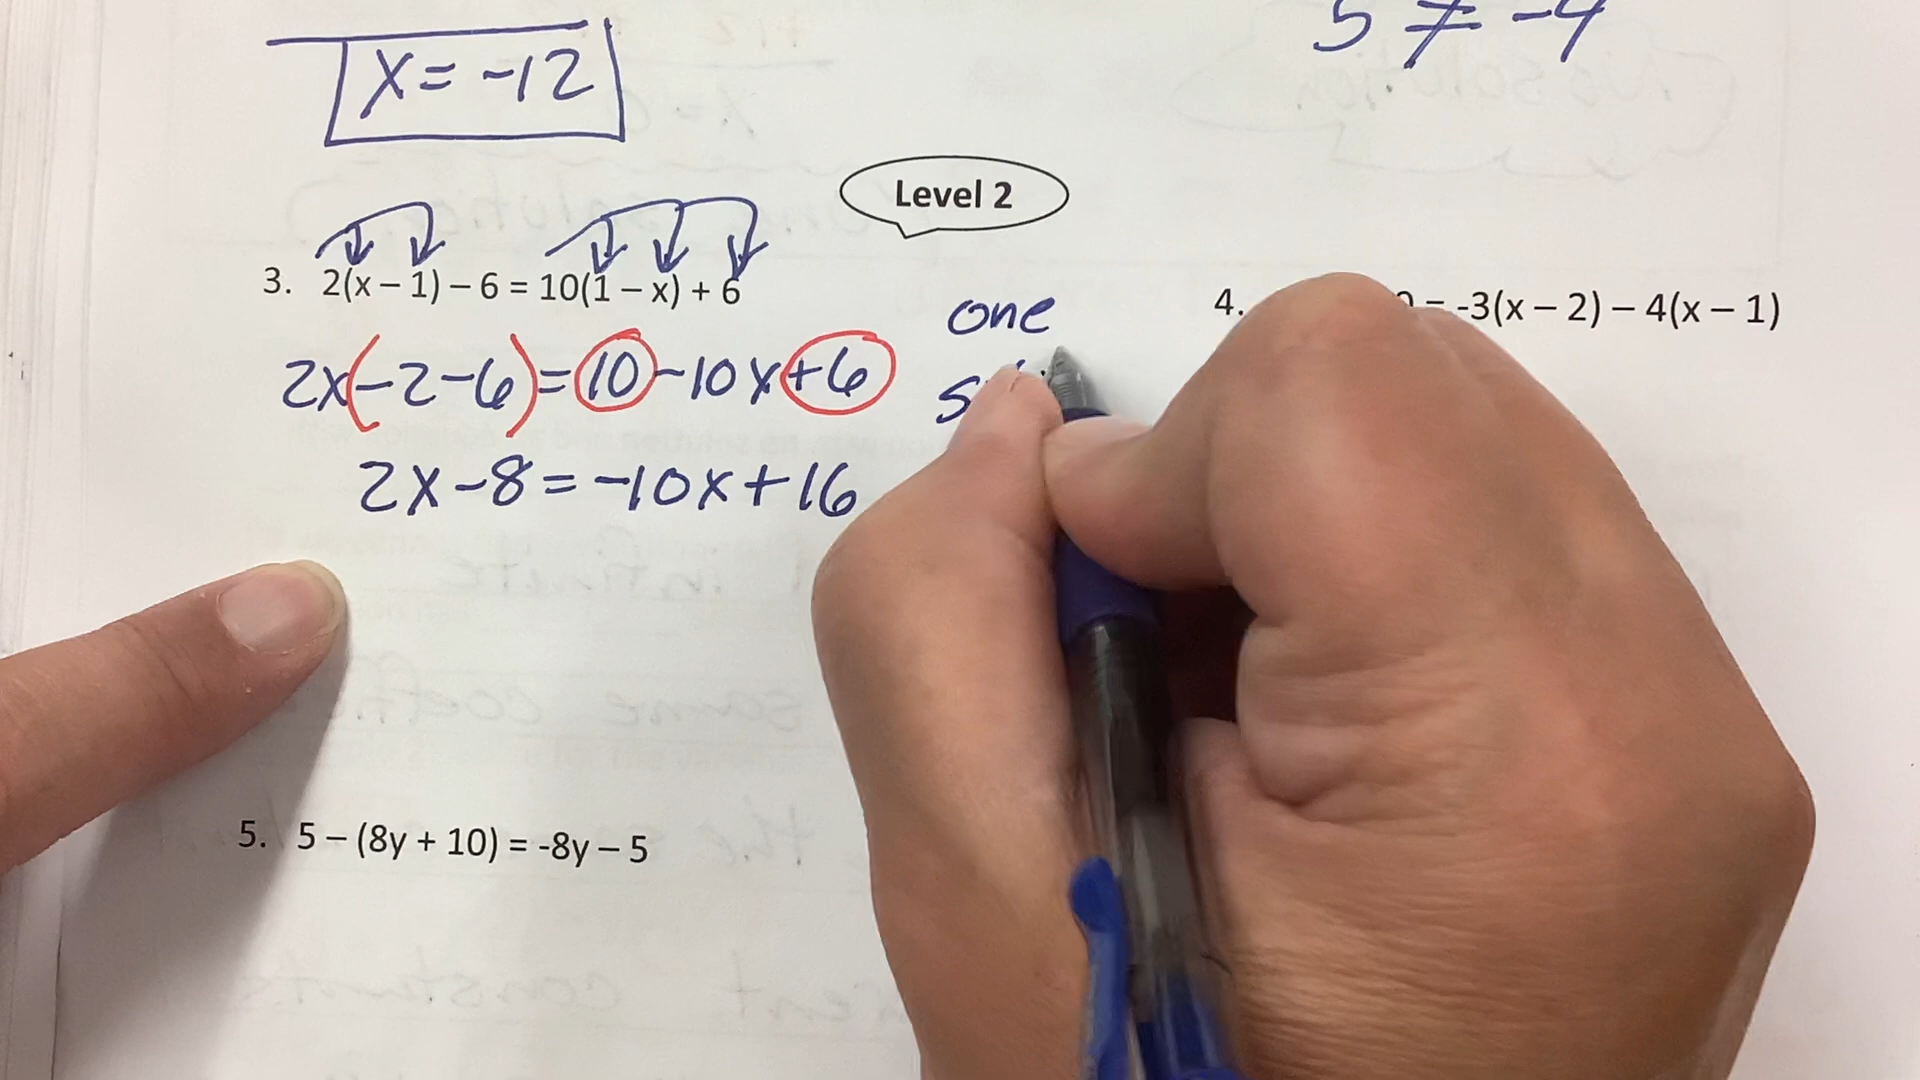 x = -12
5 ≠ -4
Level 2
3. 2(x – 1) – 6 = 10(1 – x) + 6
one
2x(-2-6) = 10 -10x +6
2x-8 = -10x+16
4. = -3(x – 2) – 4(x – 1)
5. 5 – (8y + 10) = -8y – 5